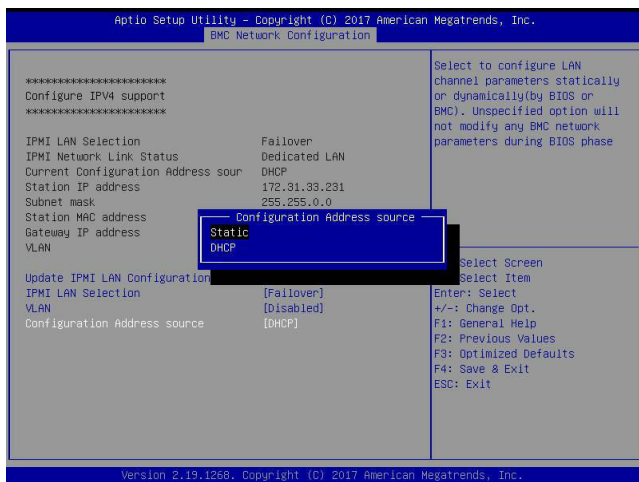 Aptio Setup Utility – Copyright (C) 2017 American Megatrends, Inc.
BMC Network Configuration
**********************
Configure IPV4 support
**********************
IPMI LAN Selection Failover
IPMI Network Link Status Dedicated LAN
Current Configuration Address sour DHCP
Station IP address 172.31.33.231
Subnet mask 255.255.0.0
Station MAC address
Gateway IP address
VLAN
Configuration Address source
Static
DHCP
Update IPMI LAN Configuration
IPMI LAN Selection [Failover]
VLAN [Disabled]
Configuration Address source [DHCP]
Select to configure LAN
channel parameters statically
or dynamically(by BIOS or
BMC). Unspecified option will
not modify any BMC network
parameters during BIOS phase
Select Screen
Select Item
Enter: Select
+/-: Change Opt.
F1: General Help
F2: Previous Values
F3: Optimized Defaults
F4: Save & Exit
ESC: Exit
Version 2.19.1268. Copyright (C) 2017 American Megatrends, Inc.